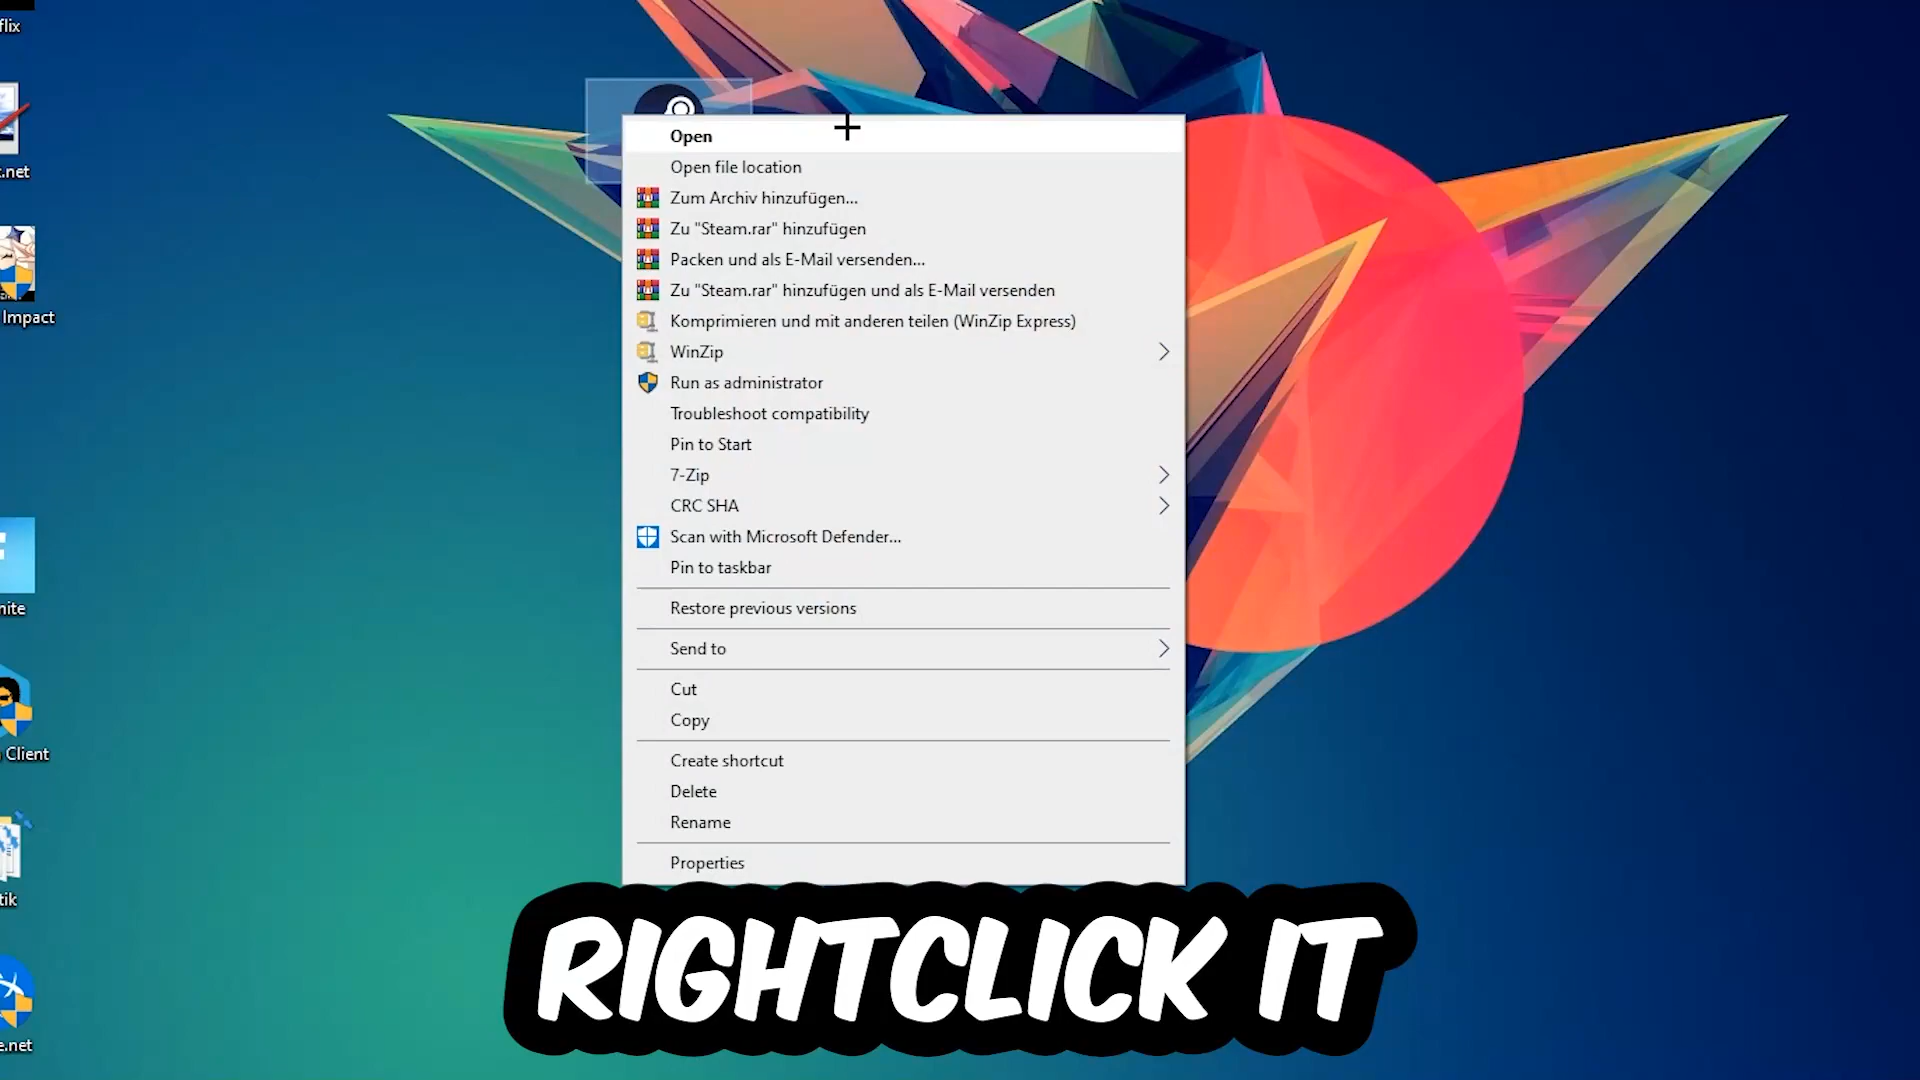 flix
.net
Impact
nite
Client
tik
e.net
Open
Open file location
Zum Archiv hinzufügen...
Zu "Steam.rar" hinzufügen
Packen und als E-Mail versenden...
Zu "Steam.rar" hinzufügen und als E-Mail versenden
Komprimieren und mit anderen teilen (WinZip Express)
WinZip
Run as administrator
Troubleshoot compatibility
Pin to Start
7-Zip
CRC SHA
Scan with Microsoft Defender...
Pin to taskbar
Restore previous versions
Send to
Cut
Copy
Create shortcut
Delete
Rename
Properties
RIGHTCLICK IT